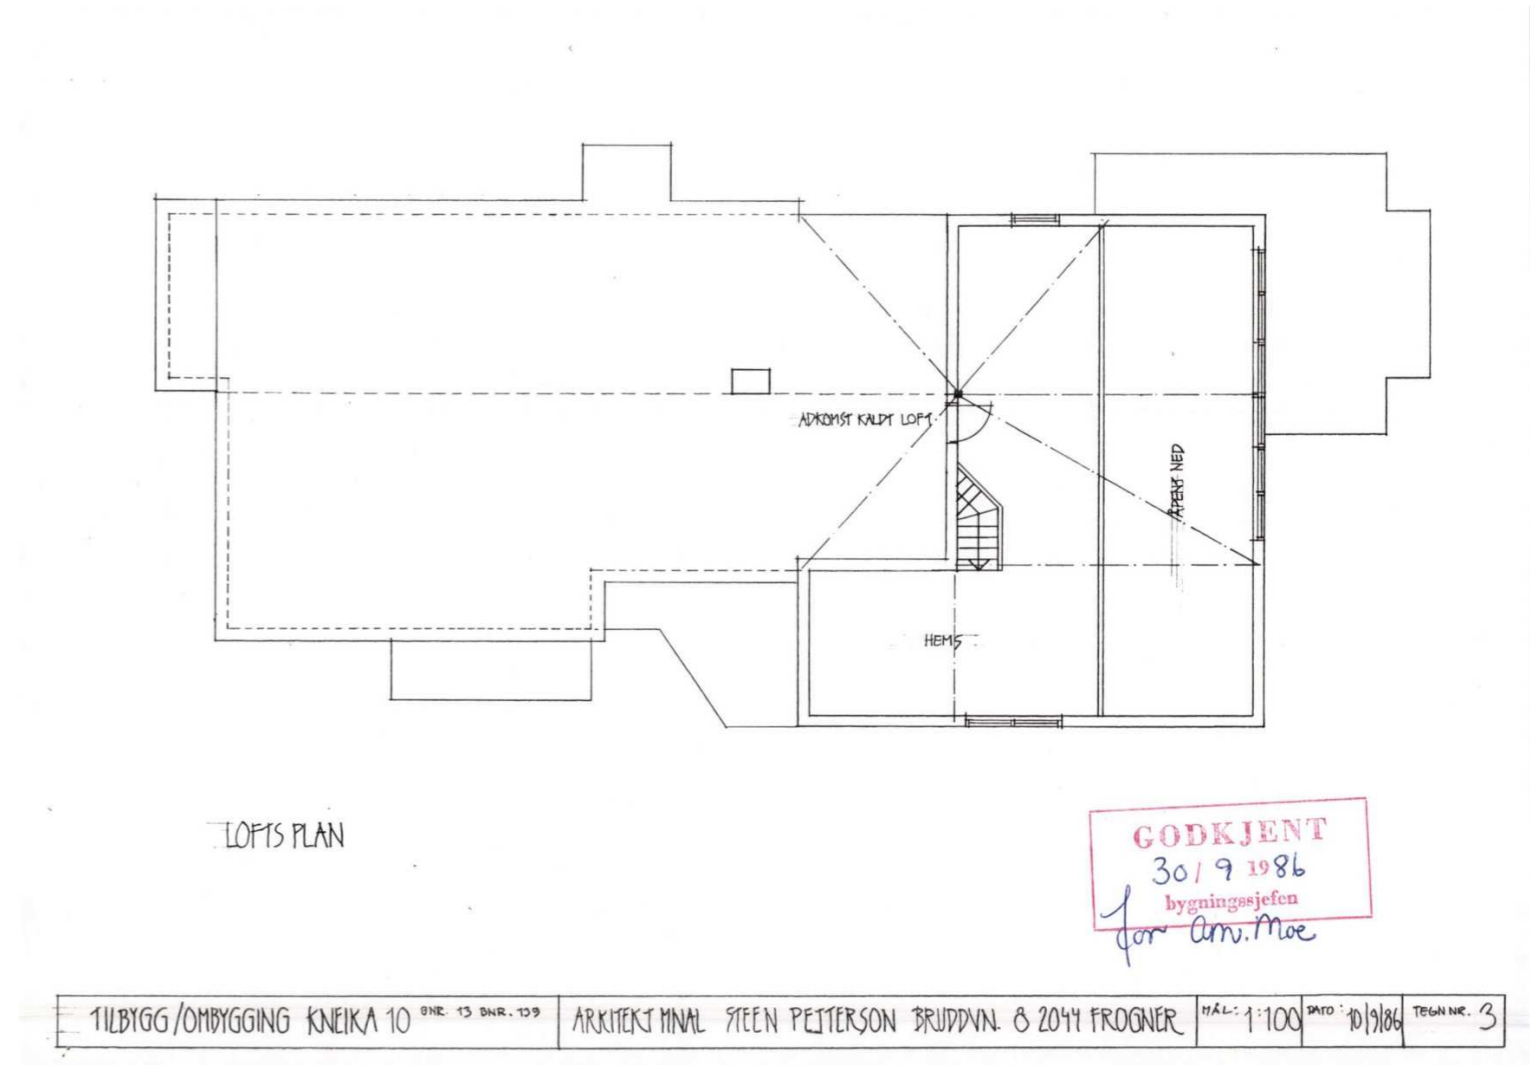 ADKOMST KALDT LOFT
ÅPENT NED
HEMS
LOFTS PLAN
GODKJENT
30/9 1986
bygningssjefen
for Am. Moe
TILBYGG/OMBYGGING KNEIKA 10 GNR. 13 BNR. 139
ARKITEKT MNAL STEEN PETTERSON BRUDDVN. 8 2044 FROGNER
MÅL: 1:100
DATO: 10/9/86
TEGN NR. 3